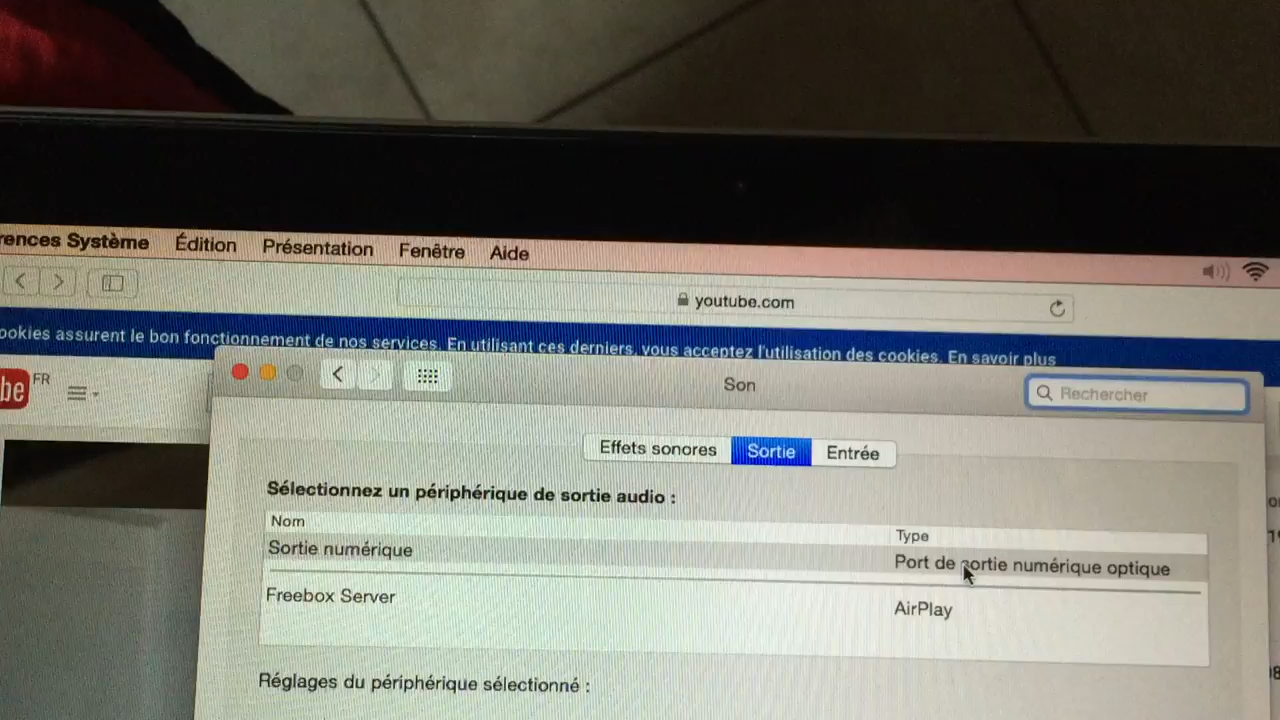 rences Système Édition Présentation Fenêtre Aide
youtube.com
ookies assurent le bon fonctionnement de nos services. En utilisant ces derniers, vous acceptez l'utilisation des cookies. En savoir plus
be FR
Son
Rechercher
Effets sonores Sortie Entrée
Sélectionnez un périphérique de sortie audio :
Nom Type
Sortie numérique Port de sortie numérique optique
Freebox Server AirPlay
Réglages du périphérique sélectionné :